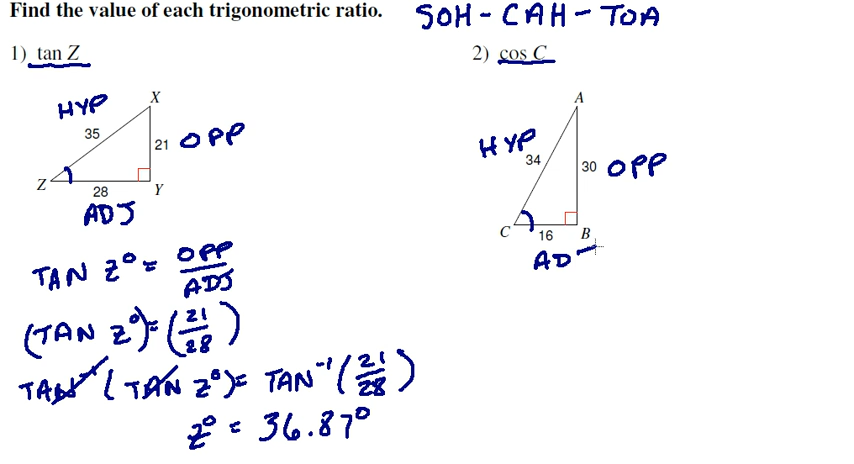 Find the value of each trigonometric ratio. SOH - CAH - TOA
1) tan Z
HYP
X
35
21 OPP
Z
28
Y
ADJ
TAN Z° = OPP/ADJ
(TAN Z°) = (21/28)
TAN⁻¹ (TAN Z°) = TAN⁻¹ (21/28)
Z° = 36.87°
2) cos C
A
HYP
34
30 OPP
C
16
B
AD